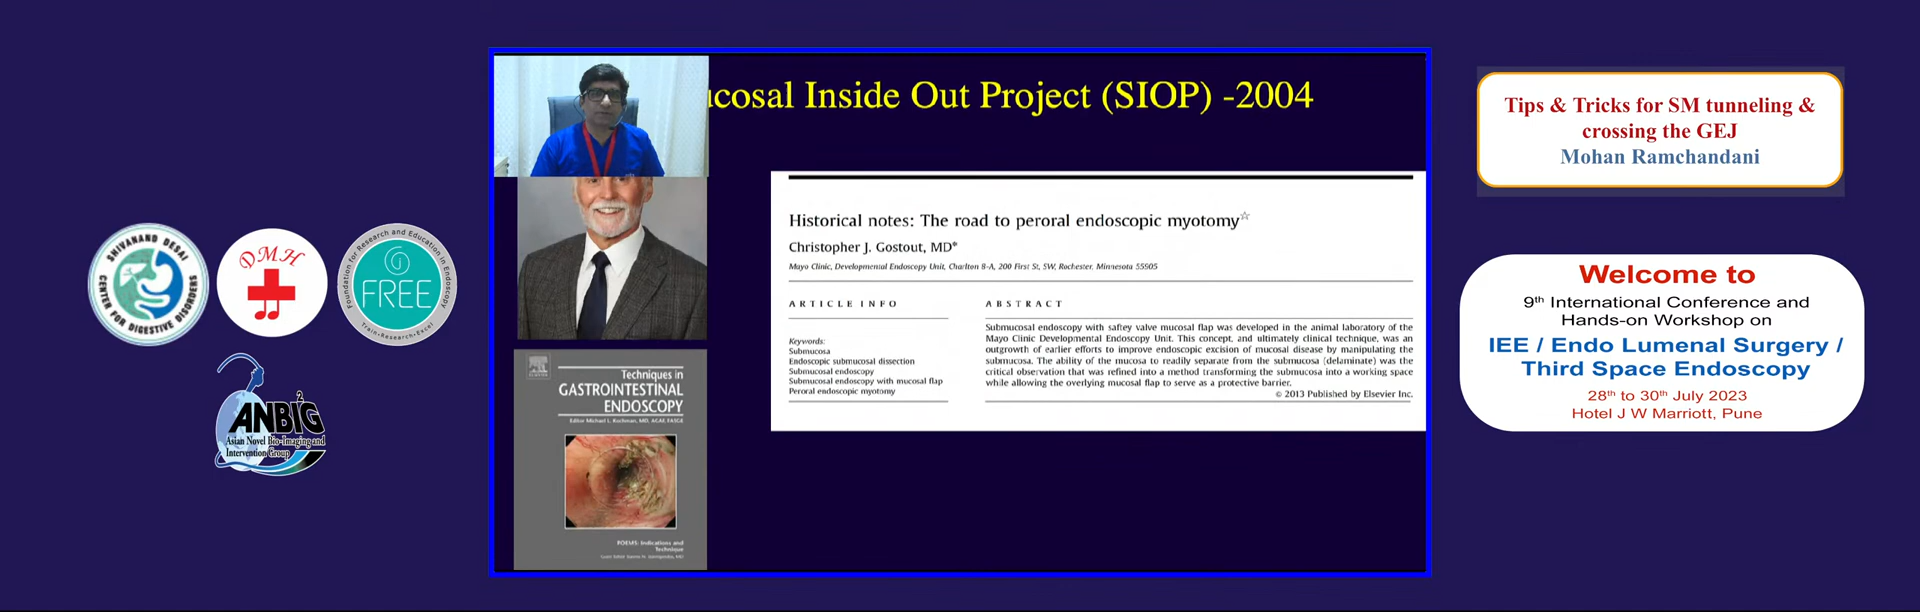 SHIVANAND DESAI
CENTER FOR DIGESTIVE DISORDERS
DMH
Foundation for Research and Education in Endoscopy
FREE
Train•Research•Excel
ANBIG
2
Asian Novel Bio-Imaging and
Intervention Group
ucosal Inside Out Project (SIOP) -2004
Historical notes: The road to peroral endoscopic myotomy☆
Christopher J. Gostout, MD*
Mayo Clinic, Developmental Endoscopy Unit, Charlton 8-A, 200 First St, SW, Rochester, Minnesota 55905
ARTICLE INFO
Keywords:
Submucosa
Endoscopic submucosal dissection
Submucosal endoscopy
Submucosal endoscopy with mucosal flap
Peroral endoscopic myotomy
ABSTRACT
Submucosal endoscopy with saftey valve mucosal flap was developed in the animal laboratory of the
Mayo Clinic Developmental Endoscopy Unit. This concept, and ultimately clinical technique, was an
outgrowth of earlier efforts to improve endoscopic excision of mucosal disease by manipulating the
submucosa. The ability of the mucosa to readily separate from the submucosa (delaminate) was the
critical observation that was refined into a method transforming the submucosa into a working space
while allowing the overlying mucosal flap to serve as a protective barrier.
© 2013 Published by Elsevier Inc.
Techniques in
GASTROINTESTINAL
ENDOSCOPY
POEMS: Indications and
Technique
Tips & Tricks for SM tunneling &
crossing the GEJ
Mohan Ramchandani
Welcome to
9th International Conference and
Hands-on Workshop on
IEE / Endo Lumenal Surgery /
Third Space Endoscopy
28th to 30th July 2023
Hotel J W Marriott, Pune